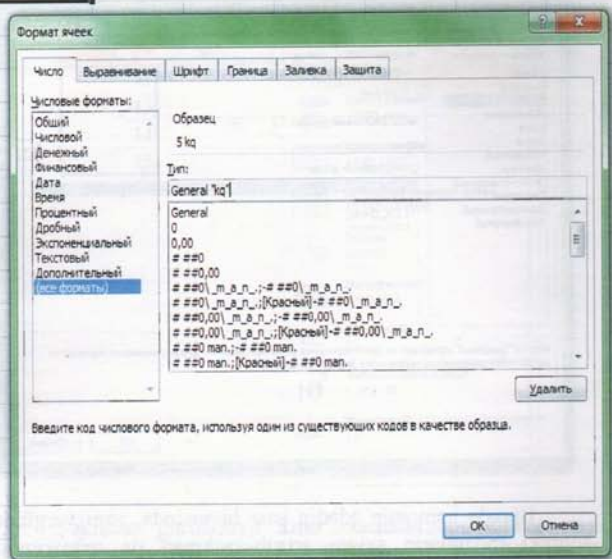 Формат ячеек
Число Выравнивание Шрифт Граница Заливка Защита
Числовые форматы:
Общий
Числовой
Денежный
Финансовый
Дата
Время
Процентный
Дробный
Экспоненциальный
Текстовый
Дополнительный
(все форматы)
Образец
5 kq
Тип:
General "kq"
General
0
0,00
# ##0
# ##0,00
# ##0\ _m_a_n_.;-# ##0\ _m_a_n_.
# ##0\ _m_a_n_.;[Красный]-# ##0\ _m_a_n_.
# ##0,00\ _m_a_n_.;-# ##0,00\ _m_a_n_.
# ##0,00\ _m_a_n_.;[Красный]-# ##0,00\ _m_a_n_.
# ##0 man.;-# ##0 man.
# ##0 man.;[Красный]-# ##0 man.
Удалить
Введите код числового формата, используя один из существующих кодов в качестве образца.
ОК Отмена